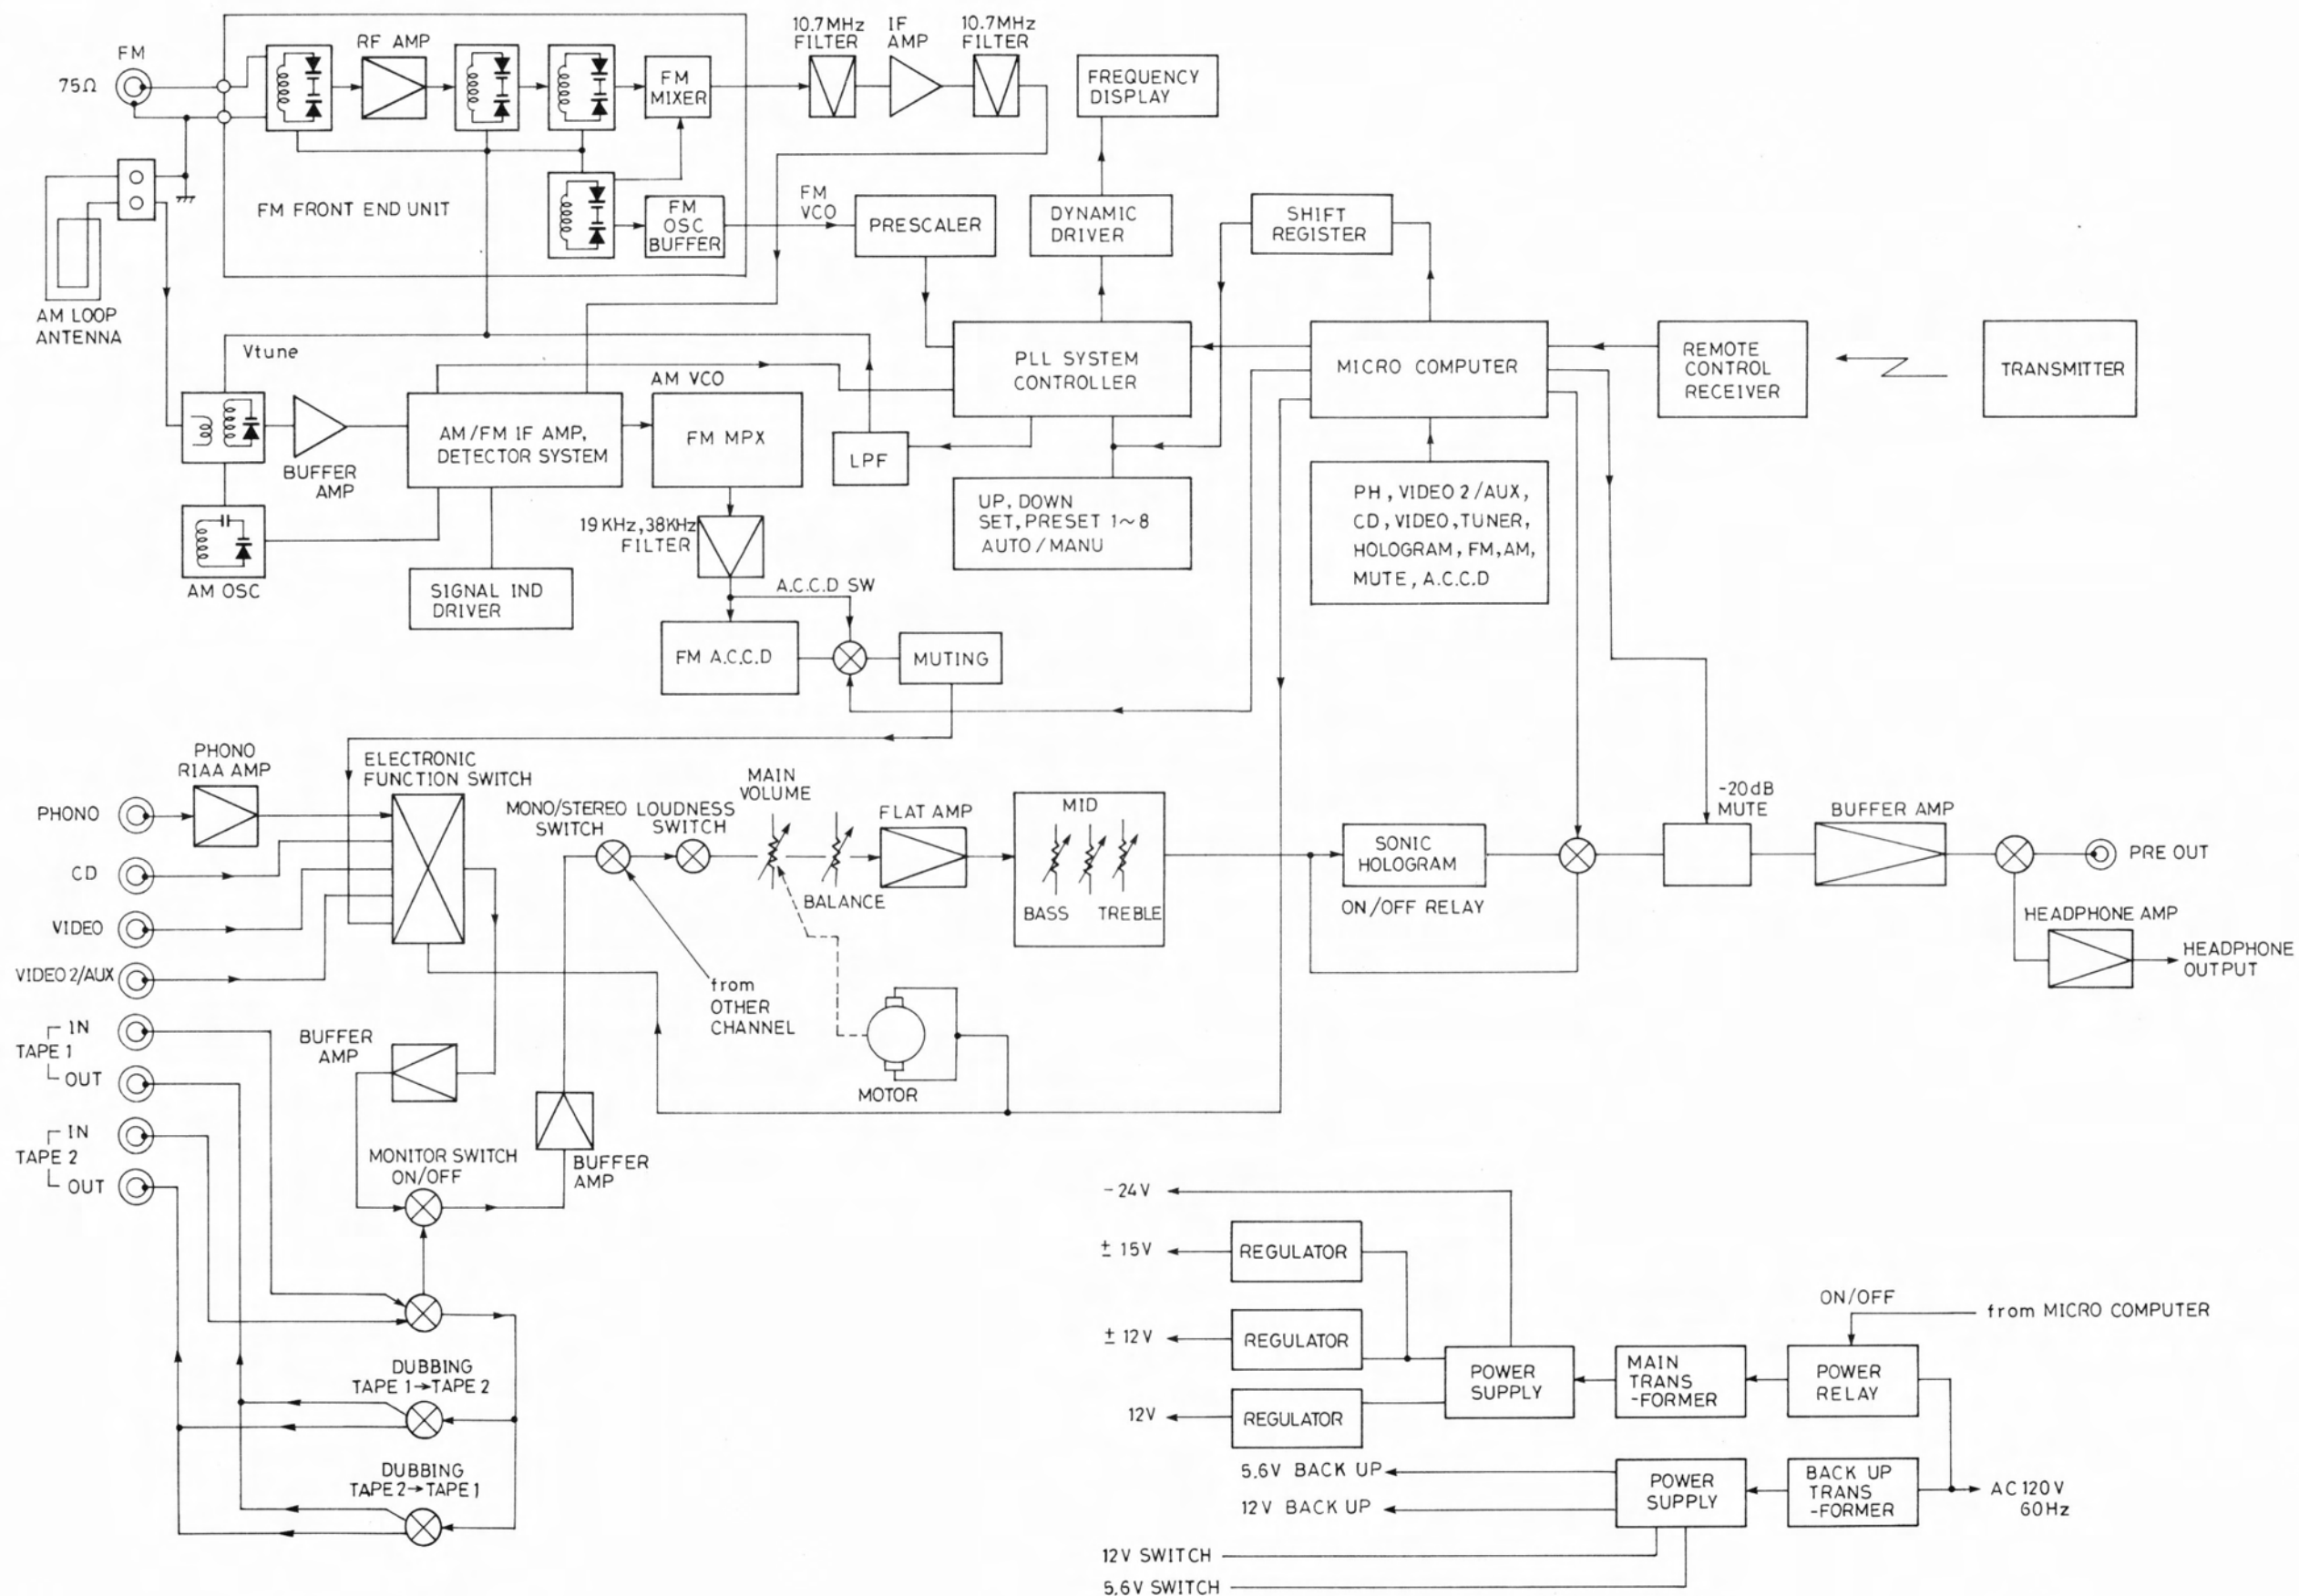 FM
75Ω
RF AMP
10.7MHz
FILTER
IF
AMP
10.7MHz
FILTER
FM
MIXER
FREQUENCY
DISPLAY
FM FRONT END UNIT
FM
OSC
BUFFER
FM
VCO
PRESCALER
DYNAMIC
DRIVER
SHIFT
REGISTER
AM LOOP
ANTENNA
Vtune
BUFFER
AMP
AM OSC
AM/FM IF AMP,
DETECTOR SYSTEM
AM VCO
FM MPX
LPF
PLL SYSTEM
CONTROLLER
MICRO COMPUTER
REMOTE
CONTROL
RECEIVER
TRANSMITTER
SIGNAL IND
DRIVER
19KHz,38KHz
FILTER
UP, DOWN
SET, PRESET 1~8
AUTO/MANU
PH, VIDEO 2/AUX,
CD, VIDEO, TUNER,
HOLOGRAM, FM, AM,
MUTE, A.C.C.D
A.C.C.D SW
FM A.C.C.D
MUTING
PHONO
RIAA AMP
ELECTRONIC
FUNCTION SWITCH
PHONO
CD
VIDEO
VIDEO 2/AUX
MONO/STEREO
SWITCH
LOUDNESS
SWITCH
MAIN
VOLUME
BALANCE
FLAT AMP
MID
BASS TREBLE
SONIC
HOLOGRAM
ON/OFF RELAY
-20dB
MUTE
BUFFER AMP
PRE OUT
HEADPHONE AMP
HEADPHONE
OUTPUT
from
OTHER
CHANNEL
MOTOR
IN
TAPE 1
OUT
IN
TAPE 2
OUT
BUFFER
AMP
MONITOR SWITCH
ON/OFF
BUFFER
AMP
DUBBING
TAPE 1→TAPE 2
DUBBING
TAPE 2→TAPE 1
-24V
± 15V
REGULATOR
± 12V
REGULATOR
12V
REGULATOR
POWER
SUPPLY
MAIN
TRANS
-FORMER
ON/OFF
from MICRO COMPUTER
POWER
RELAY
5.6V BACK UP
12V BACK UP
POWER
SUPPLY
BACK UP
TRANS
-FORMER
AC 120V
60Hz
12V SWITCH
5.6V SWITCH